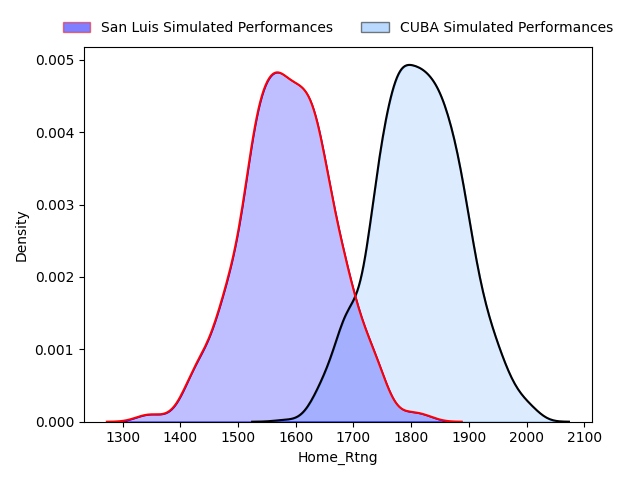 San Luis Simulated Performances CUBA Simulated Performances
0.005
0.004
0.003
0.002
0.001
0.000
Density
1300 1400 1500 1600 1700 1800 1900 2000 2100
Home_Rtng